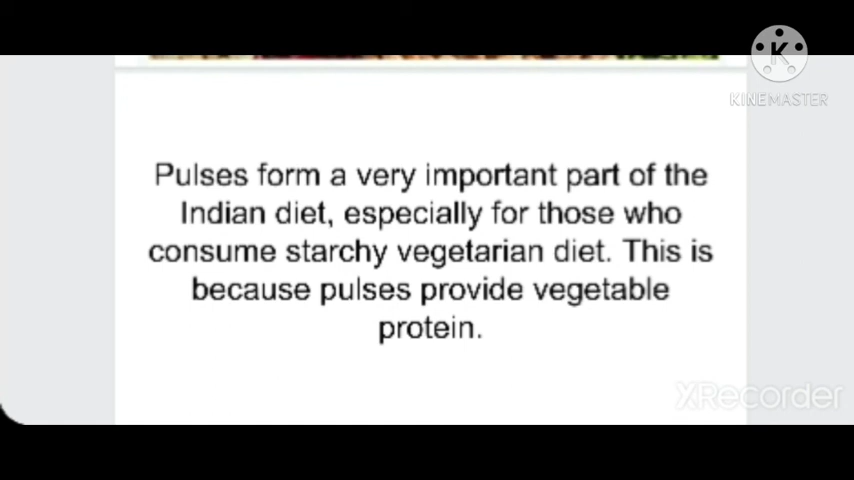 K
KINEMASTER
Pulses form a very important part of the
Indian diet, especially for those who
consume starchy vegetarian diet. This is
because pulses provide vegetable
protein.
XRecorder